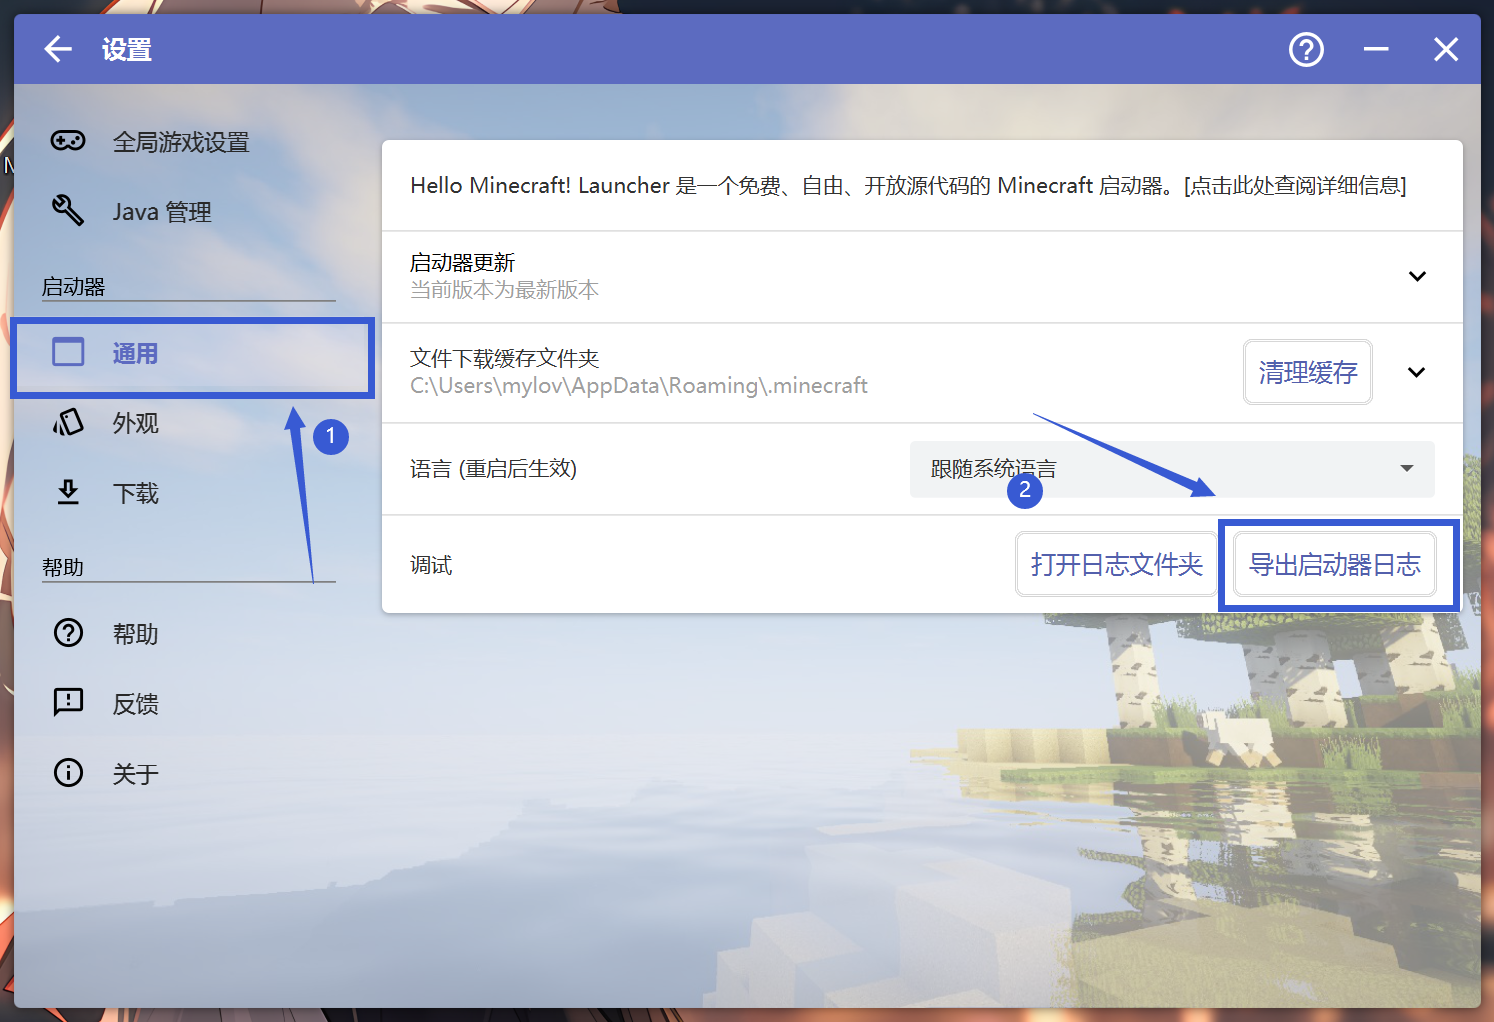 设置
N
全局游戏设置
Java 管理
启动器
通用
外观
1
下载
帮助
帮助
反馈
关于
Hello Minecraft! Launcher 是一个免费、自由、开放源代码的 Minecraft 启动器。[点击此处查阅详细信息]
启动器更新
当前版本为最新版本
文件下载缓存文件夹
C:\Users\mylov\AppData\Roaming\.minecraft
清理缓存
语言 (重启后生效)
跟随系统语言
2
调试
打开日志文件夹
导出启动器日志